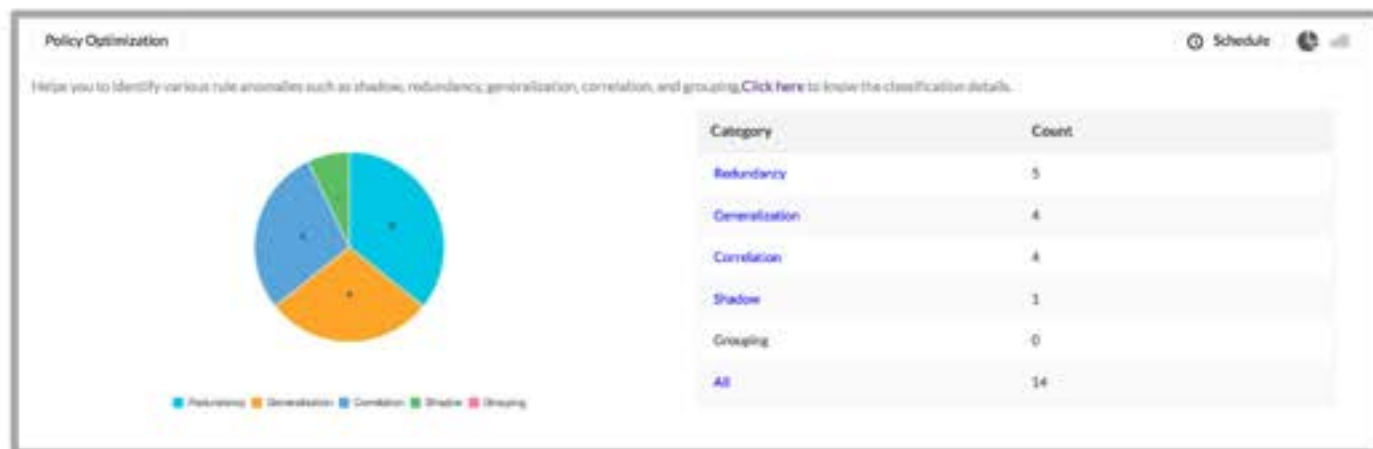 Policy Optimization
Schedule
Helps you to identify various rule anomalies such as shadow, redundancy, generalization, correlation, and grouping.Click here to know the classification details.
Category Count
Redundancy 5
Generalization 4
Correlation 4
Shadow 1
Grouping 0
All 14
Redundancy Generalization Correlation Shadow Grouping